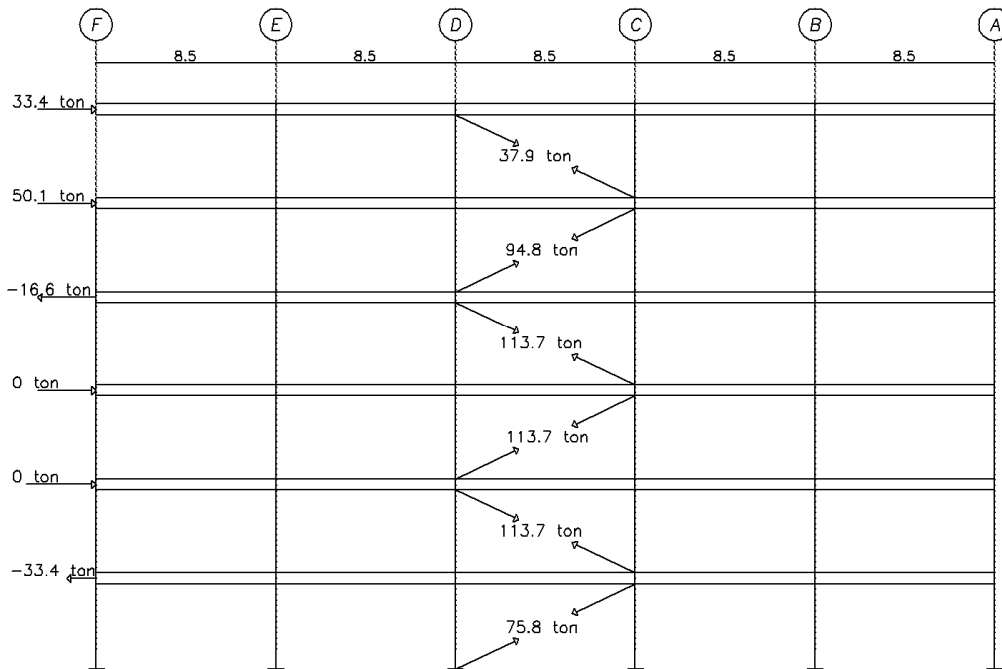 F E D C B A
8.5 8.5 8.5 8.5 8.5
33.4 ton
37.9 ton
50.1 ton
94.8 ton
-16.6 ton
113.7 ton
0 ton
113.7 ton
0 ton
113.7 ton
-33.4 ton
75.8 ton